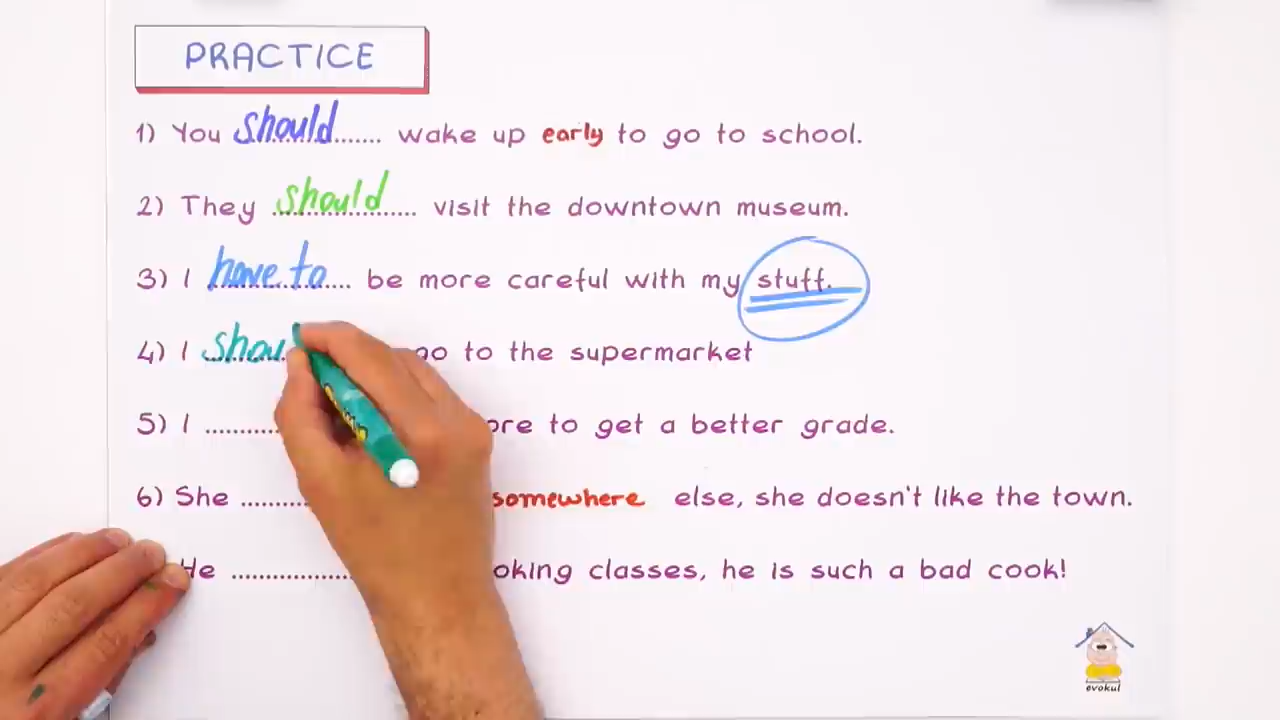 PRACTICE
1) You should wake up early to go to school.
2) They should visit the downtown museum.
3) I have to be more careful with my stuff.
4) I shou go to the supermarket
5) I ore to get a better grade.
6) She somewhere else, she doesn't like the town.
He oking classes, he is such a bad cook!
evokul